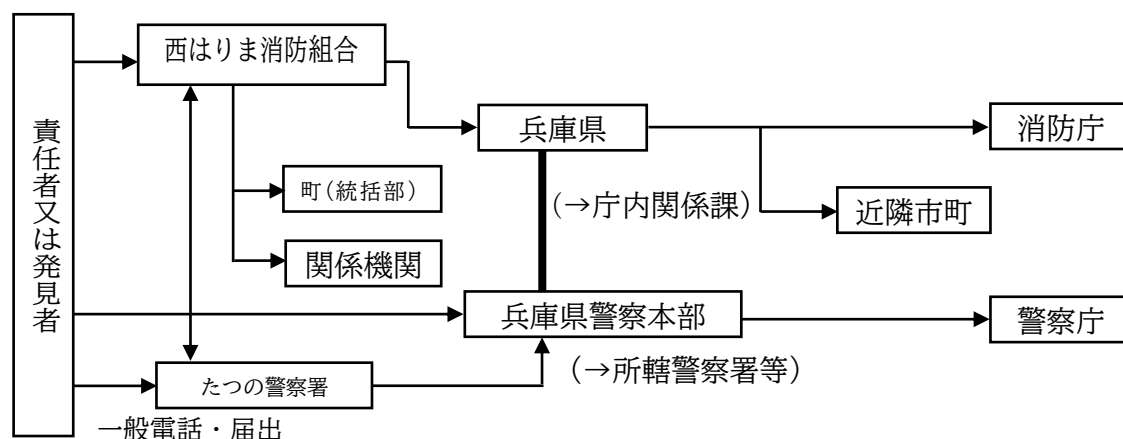 責任者又は発見者
西はりま消防組合
兵庫県
消防庁
町(統括部)
(→庁内関係課)
近隣市町
関係機関
兵庫県警察本部
警察庁
(→所轄警察署等)
たつの警察署
一般電話・届出